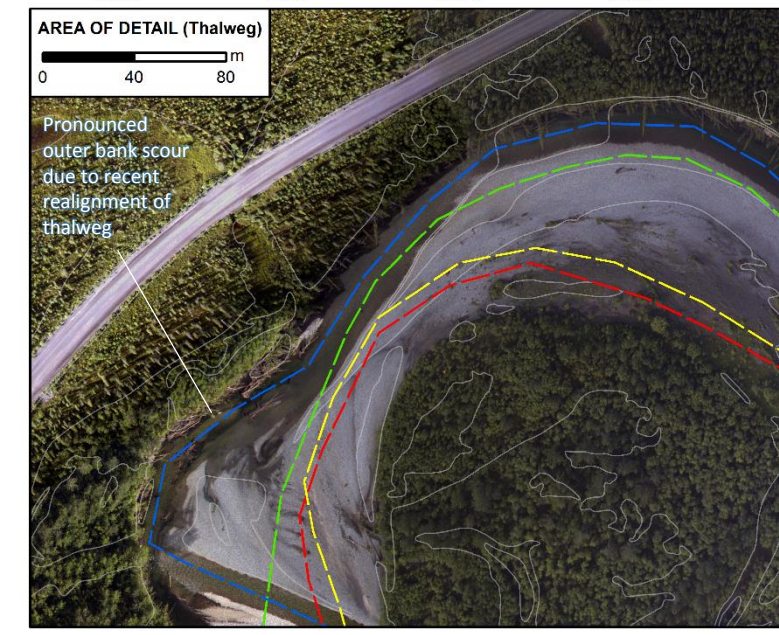 AREA OF DETAIL (Thalweg)
m
0 40 80
Pronounced
outer bank scour
due to recent
realignment of
thalweg